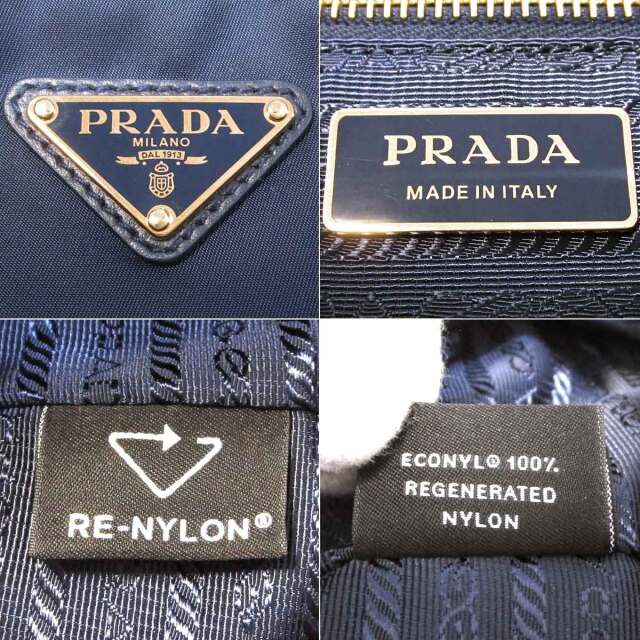 PRADA
MILANO
DAL 1913
PRADA
MADE IN ITALY
RE-NYLON®
ECONYL® 100%
REGENERATED
NYLON